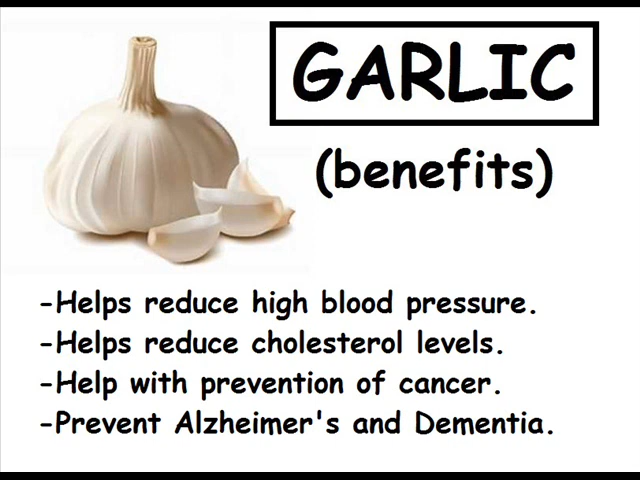 GARLIC
(benefits)
-Helps reduce high blood pressure.
-Helps reduce cholesterol levels.
-Help with prevention of cancer.
-Prevent Alzheimer's and Dementia.